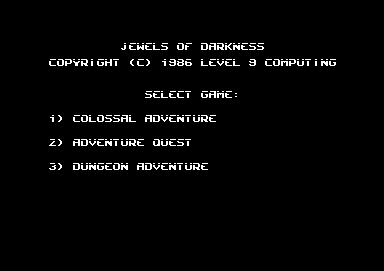 JEWELS OF DARKNESS
COPYRIGHT (C) 1986 LEVEL 9 COMPUTING
SELECT GAME:
1) COLOSSAL ADVENTURE
2) ADVENTURE QUEST
3) DUNGEON ADVENTURE